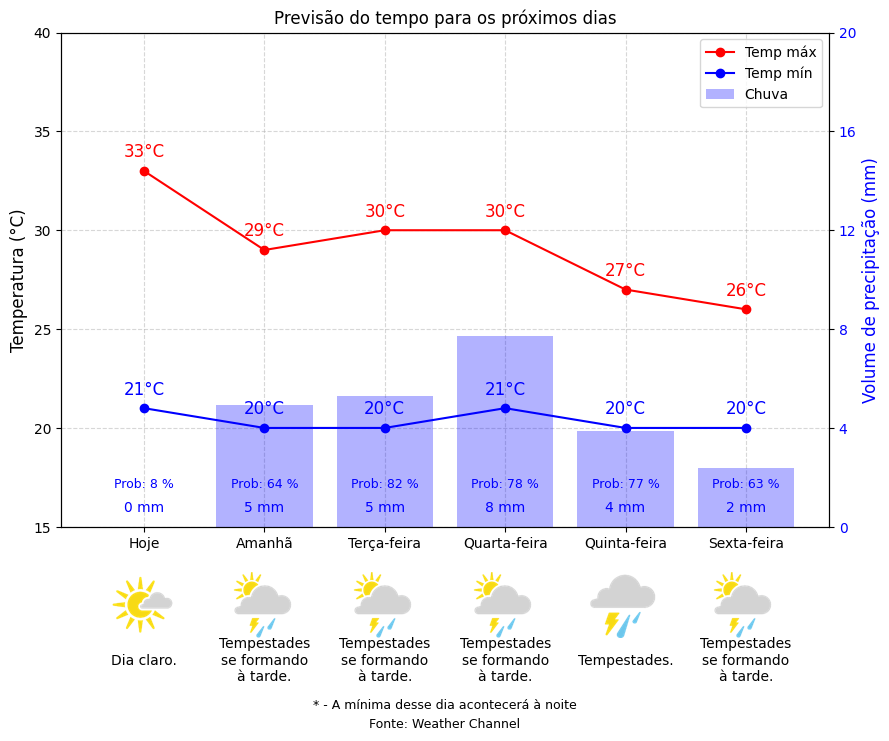 Previsão do tempo para os próximos dias
Temperatura (°C)
Volume de precipitação (mm)
40
35
30
25
20
15
20
16
12
8
4
0
Temp máx
Temp mín
Chuva
33°C
29°C
30°C
30°C
27°C
26°C
21°C
20°C
20°C
21°C
20°C
20°C
Prob: 8 %
Prob: 64 %
Prob: 82 %
Prob: 78 %
Prob: 77 %
Prob: 63 %
0 mm
5 mm
5 mm
8 mm
4 mm
2 mm
Hoje
Amanhã
Terça-feira
Quarta-feira
Quinta-feira
Sexta-feira
Dia claro.
Tempestades
se formando
à tarde.
Tempestades
se formando
à tarde.
Tempestades
se formando
à tarde.
Tempestades.
Tempestades
se formando
à tarde.
* - A mínima desse dia acontecerá à noite
Fonte: Weather Channel